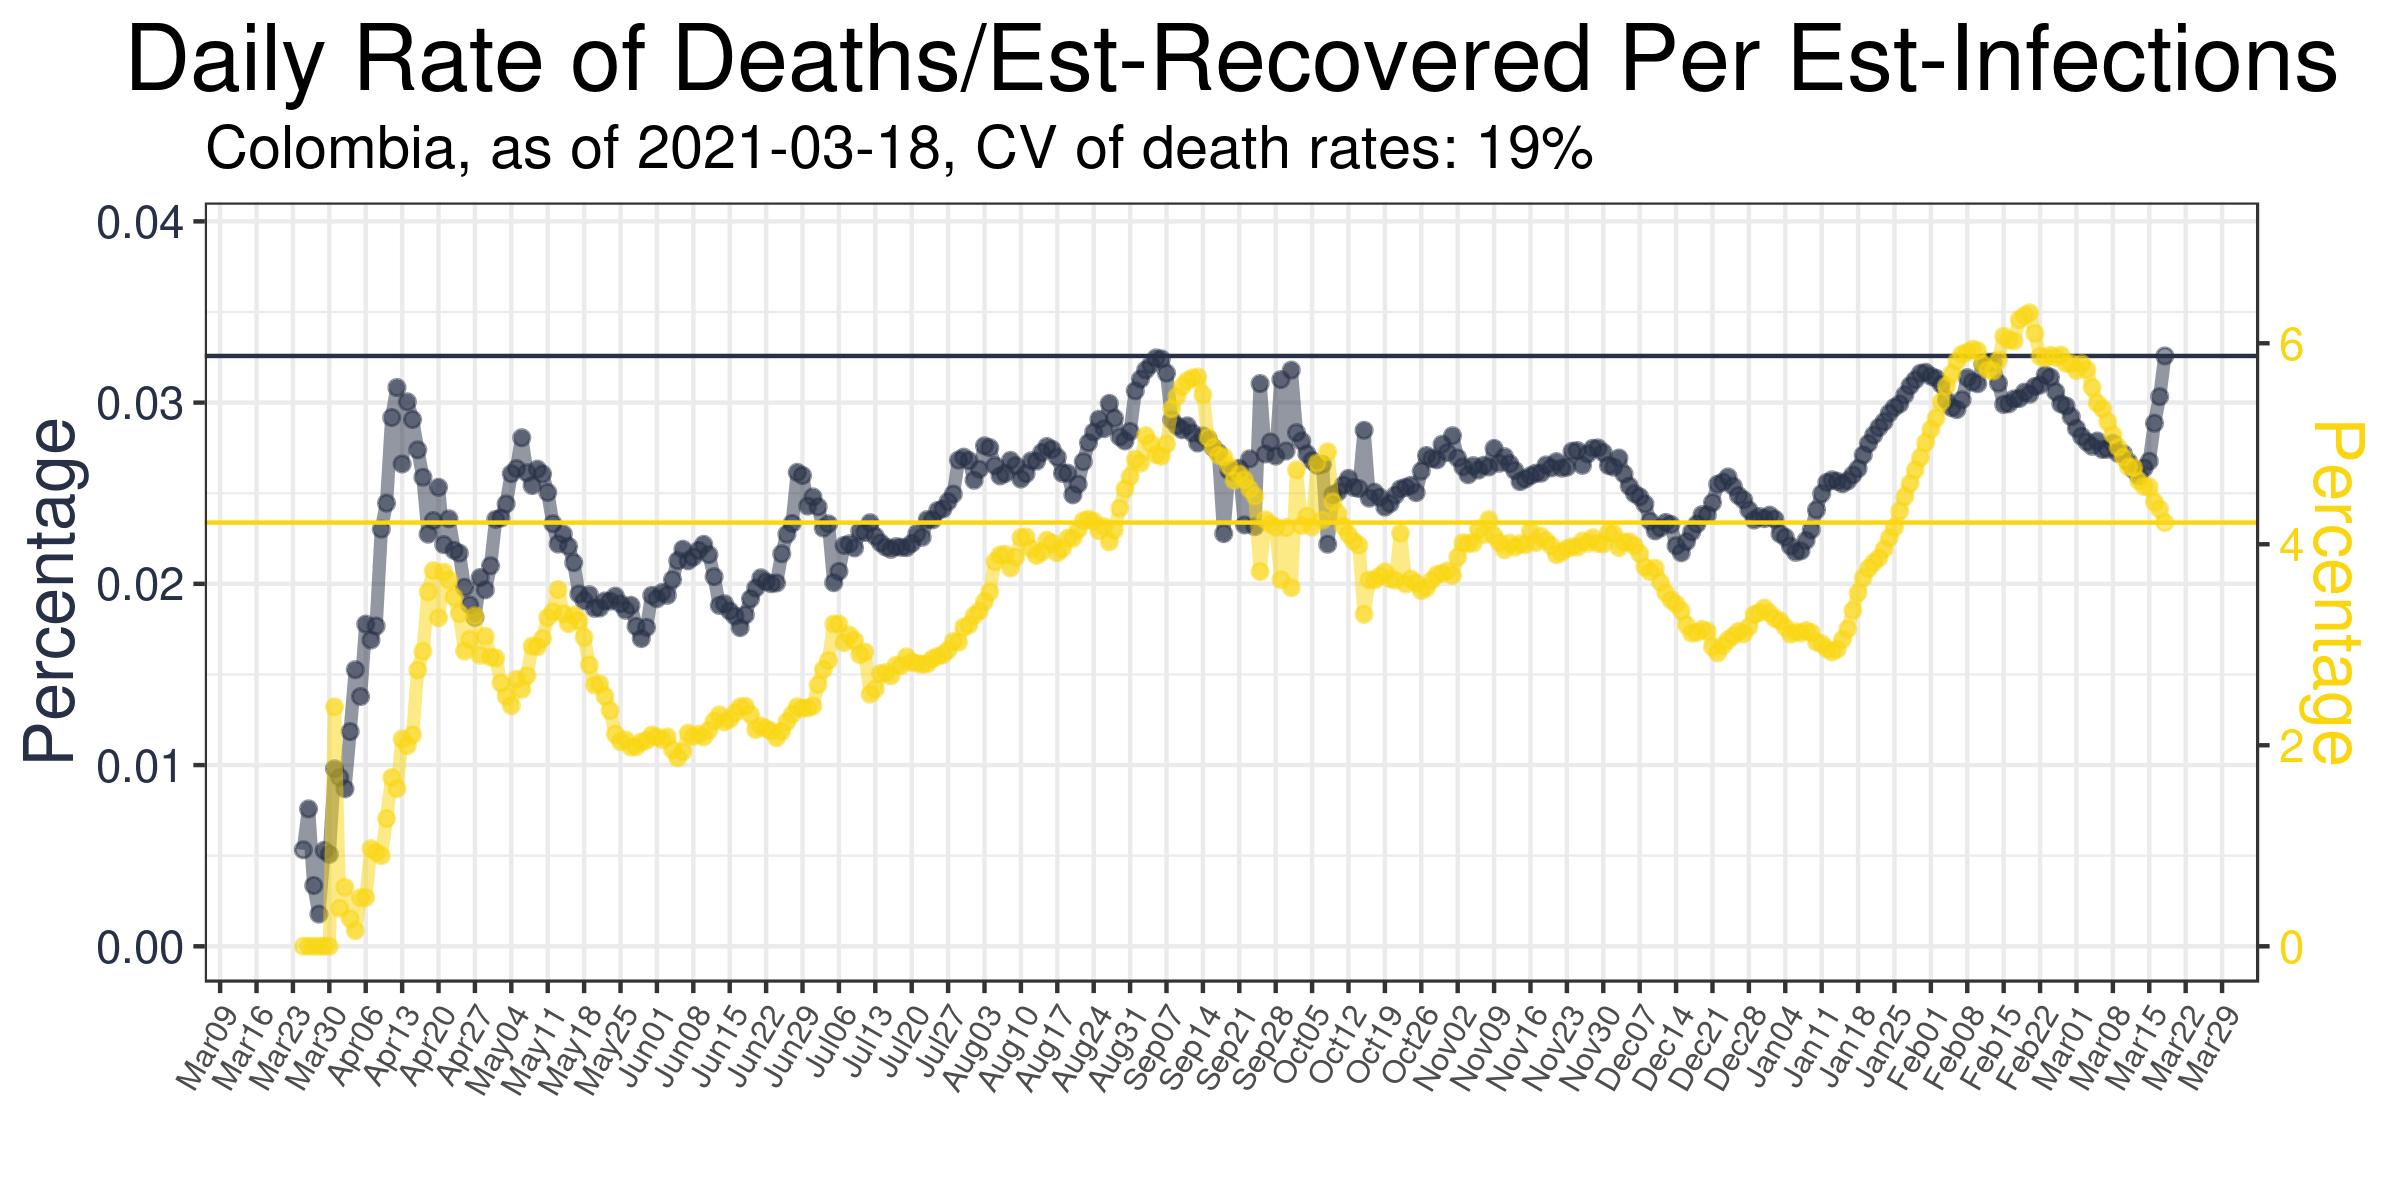 Daily Rate of Deaths/Est-Recovered Per Est-Infections
Colombia, as of 2021-03-18, CV of death rates: 19%
Percentage
0.04
0.03
0.02
0.01
0.00
6
4
2
0
Percentage
Mar09 Mar16 Mar23 Mar30 Apr06 Apr13 Apr20 Apr27 May04 May11 May18 May25 Jun01 Jun08 Jun15 Jun22 Jun29 Jul06 Jul13 Jul20 Jul27 Aug03 Aug10 Aug17 Aug24 Aug31 Sep07 Sep14 Sep21 Sep28 Oct05 Oct12 Oct19 Oct26 Nov02 Nov09 Nov16 Nov23 Nov30 Dec07 Dec14 Dec21 Dec28 Jan04 Jan11 Jan18 Jan25 Feb01 Feb08 Feb15 Feb22 Mar01 Mar08 Mar15 Mar22 Mar29